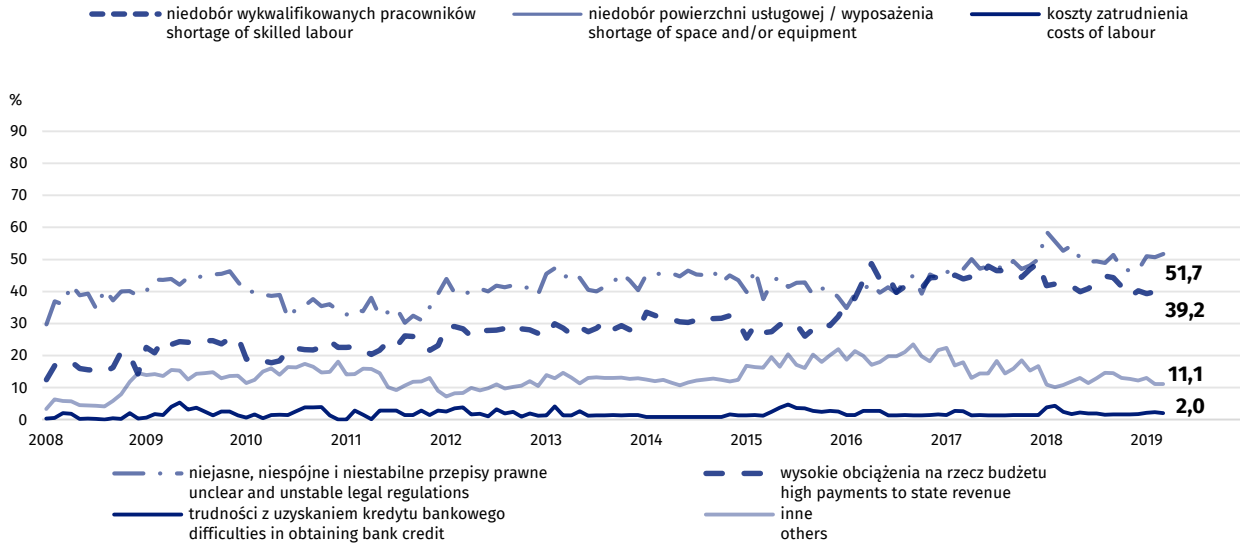 niedobór wykwalifikowanych pracowników
shortage of skilled labour
niedobór powierzchni usługowej / wyposażenia
shortage of space and/or equipment
koszty zatrudnienia
costs of labour
%
90
80
70
60
50
40
30
20
10
0
51,7
39,2
11,1
2,0
2008 2009 2010 2011 2012 2013 2014 2015 2016 2017 2018 2019
niejasne, niespójne i niestabilne przepisy prawne
unclear and unstable legal regulations
wysokie obciążenia na rzecz budżetu
high payments to state revenue
trudności z uzyskaniem kredytu bankowego
difficulties in obtaining bank credit
inne
others